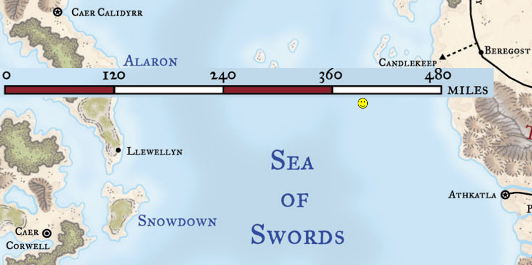 Caer Calidyrr
Alaron
Candlekeep
Beregost
0 120 240 360 480
MILES
Llewellyn
Sea
of
Swords
Athkatla
Snowdown
Caer
Corwell